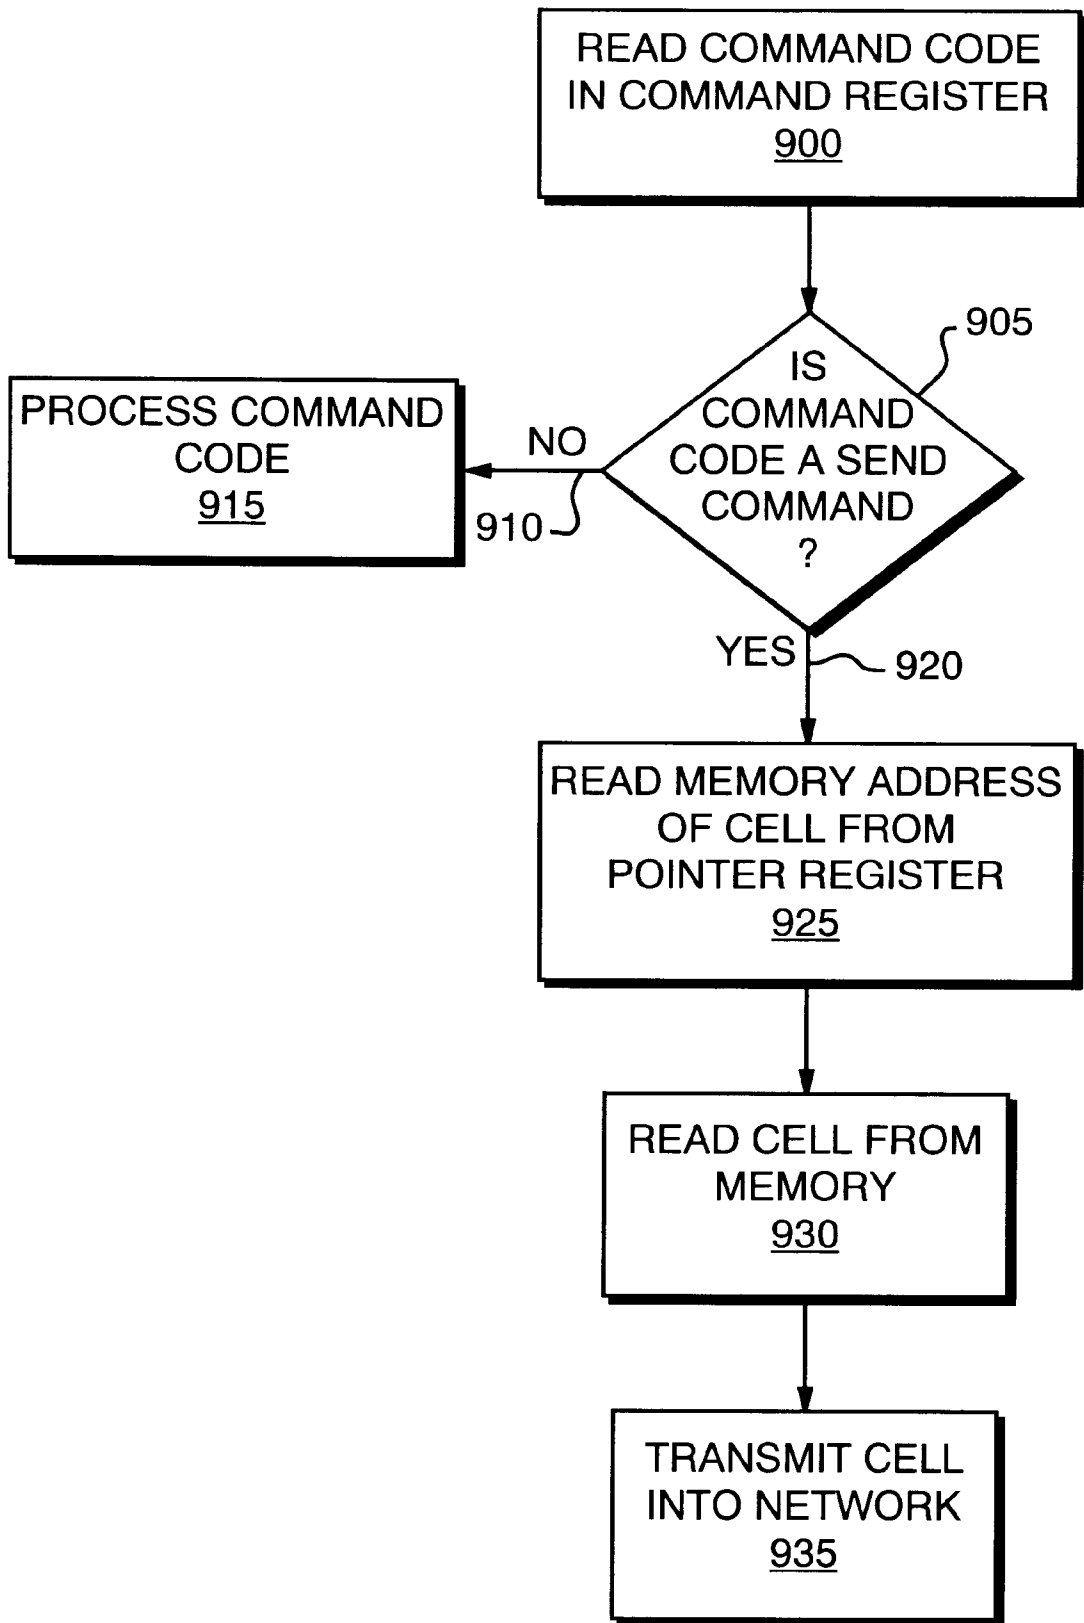 READ COMMAND CODE
IN COMMAND REGISTER
900
905
IS
COMMAND
CODE A SEND
COMMAND
?
NO
910
PROCESS COMMAND
CODE
915
YES
920
READ MEMORY ADDRESS
OF CELL FROM
POINTER REGISTER
925
READ CELL FROM
MEMORY
930
TRANSMIT CELL
INTO NETWORK
935